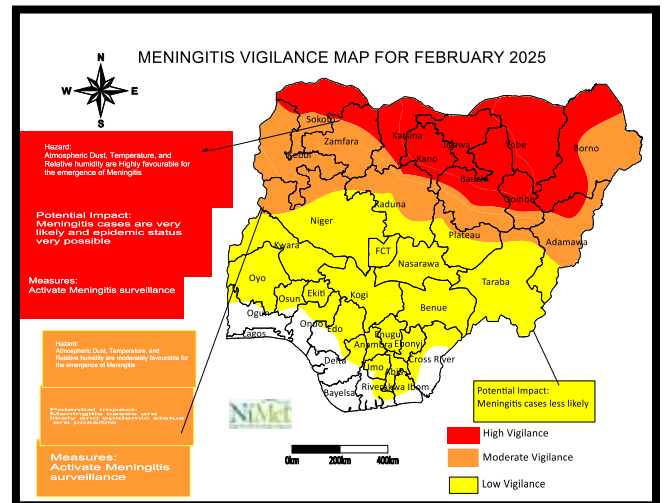 MENINGITIS VIGILANCE MAP FOR FEBRUARY 2025
N
W E
S
Hazard:
Atmospheric Dust, Temperature, and
Relative humidity are Highly favourable for
the emergence of Meningitis
Potential Impact:
Meningitis cases are very
likely and epidemic status
very possible
Measures:
Activate Meningitis surveillance
Hazard:
Atmospheric Dust, Temperature, and
Relative humidity are moderately favourable for
the emergence of Meningitis
Potential Impact:
Meningitis cases are
likely and epidemic status
are possible
Measures:
Activate Meningitis
surveillance
Sokoto
Zamfara
Kebbi
Katsina
Kano
Jigawa
Yobe
Borno
Bauchi
Gombe
Kaduna
Niger
Plateau
Adamawa
Kwara
FCT
Nasarawa
Taraba
Oyo
Osun
Ekiti
Kogi
Benue
Ogun
Lagos
Ondo
Edo
Enugu
Anambra
Ebonyi
Cross River
Delta
Imo
Abia
Bayelsa
Rivers
Akwa Ibom
NiMet
0km 200km 400km
Potential Impact:
Meningitis cases less likely
High Vigilance
Moderate Vigilance
Low Vigilance